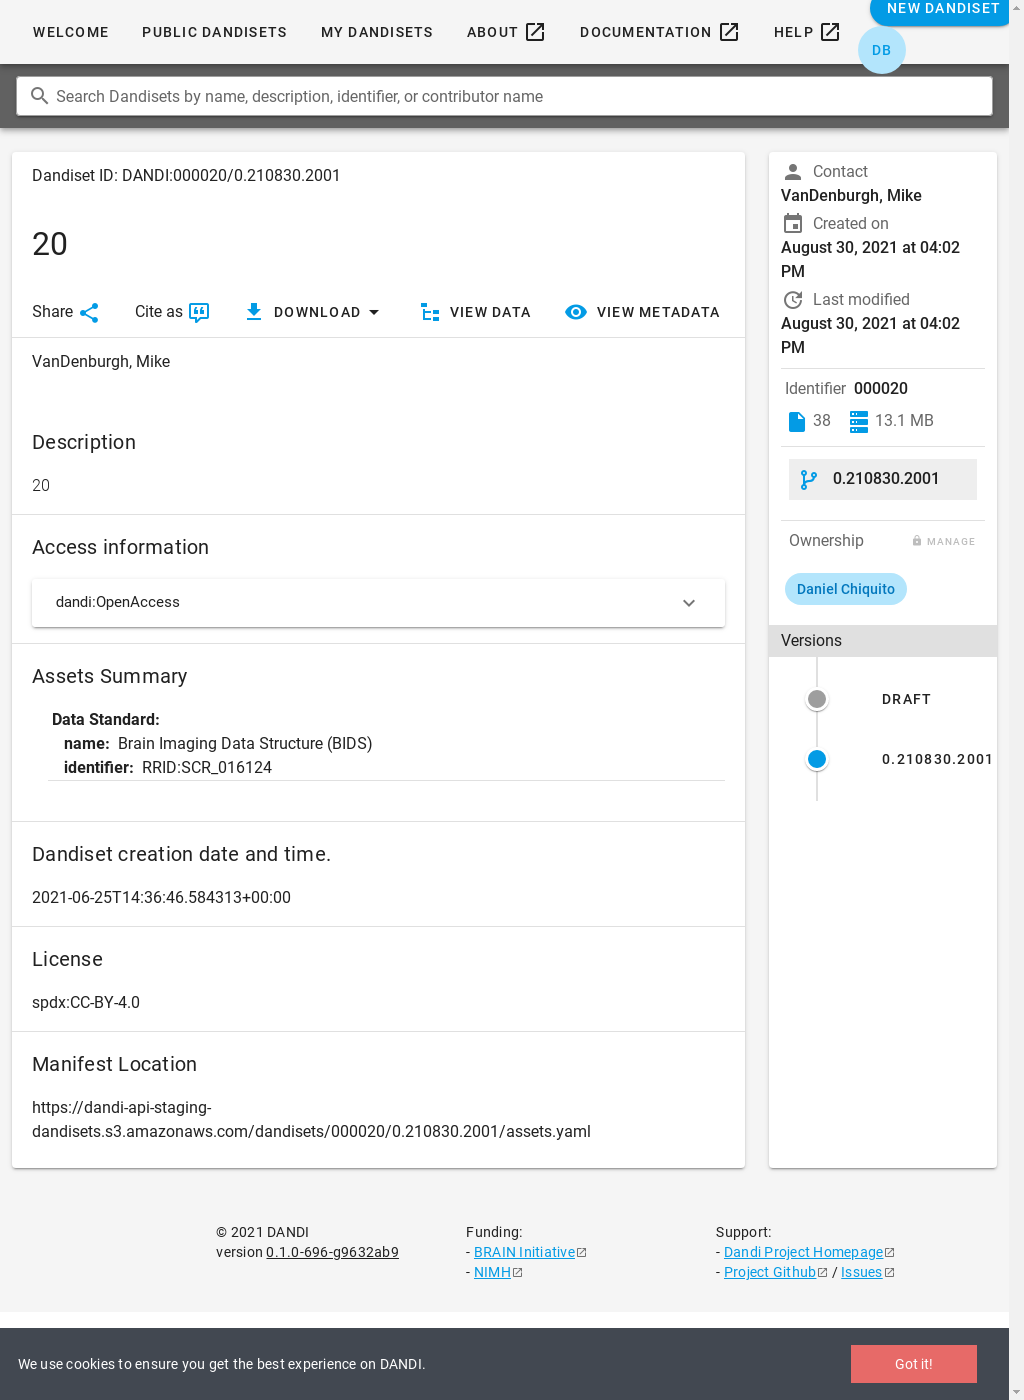 WELCOME PUBLIC DANDISETS MY DANDISETS ABOUT DOCUMENTATION HELP NEW DANDISET
DB
Search Dandisets by name, description, identifier, or contributor name
Dandiset ID: DANDI:000020/0.210830.2001
20
Share Cite as DOWNLOAD VIEW DATA VIEW METADATA
VanDenburgh, Mike
Description
20
Access information
dandi:OpenAccess
Assets Summary
Data Standard:
name: Brain Imaging Data Structure (BIDS)
identifier: RRID:SCR_016124
Dandiset creation date and time.
2021-06-25T14:36:46.584313+00:00
License
spdx:CC-BY-4.0
Manifest Location
https://dandi-api-staging-
dandisets.s3.amazonaws.com/dandisets/000020/0.210830.2001/assets.yaml
Contact
VanDenburgh, Mike
Created on
August 30, 2021 at 04:02
PM
Last modified
August 30, 2021 at 04:02
PM
Identifier 000020
38 13.1 MB
0.210830.2001
Ownership MANAGE
Daniel Chiquito
Versions
DRAFT
0.210830.2001
© 2021 DANDI
version 0.1.0-696-g9632ab9
Funding:
- BRAIN Initiative
- NIMH
Support:
- Dandi Project Homepage
- Project Github / Issues
We use cookies to ensure you get the best experience on DANDI. Got it!